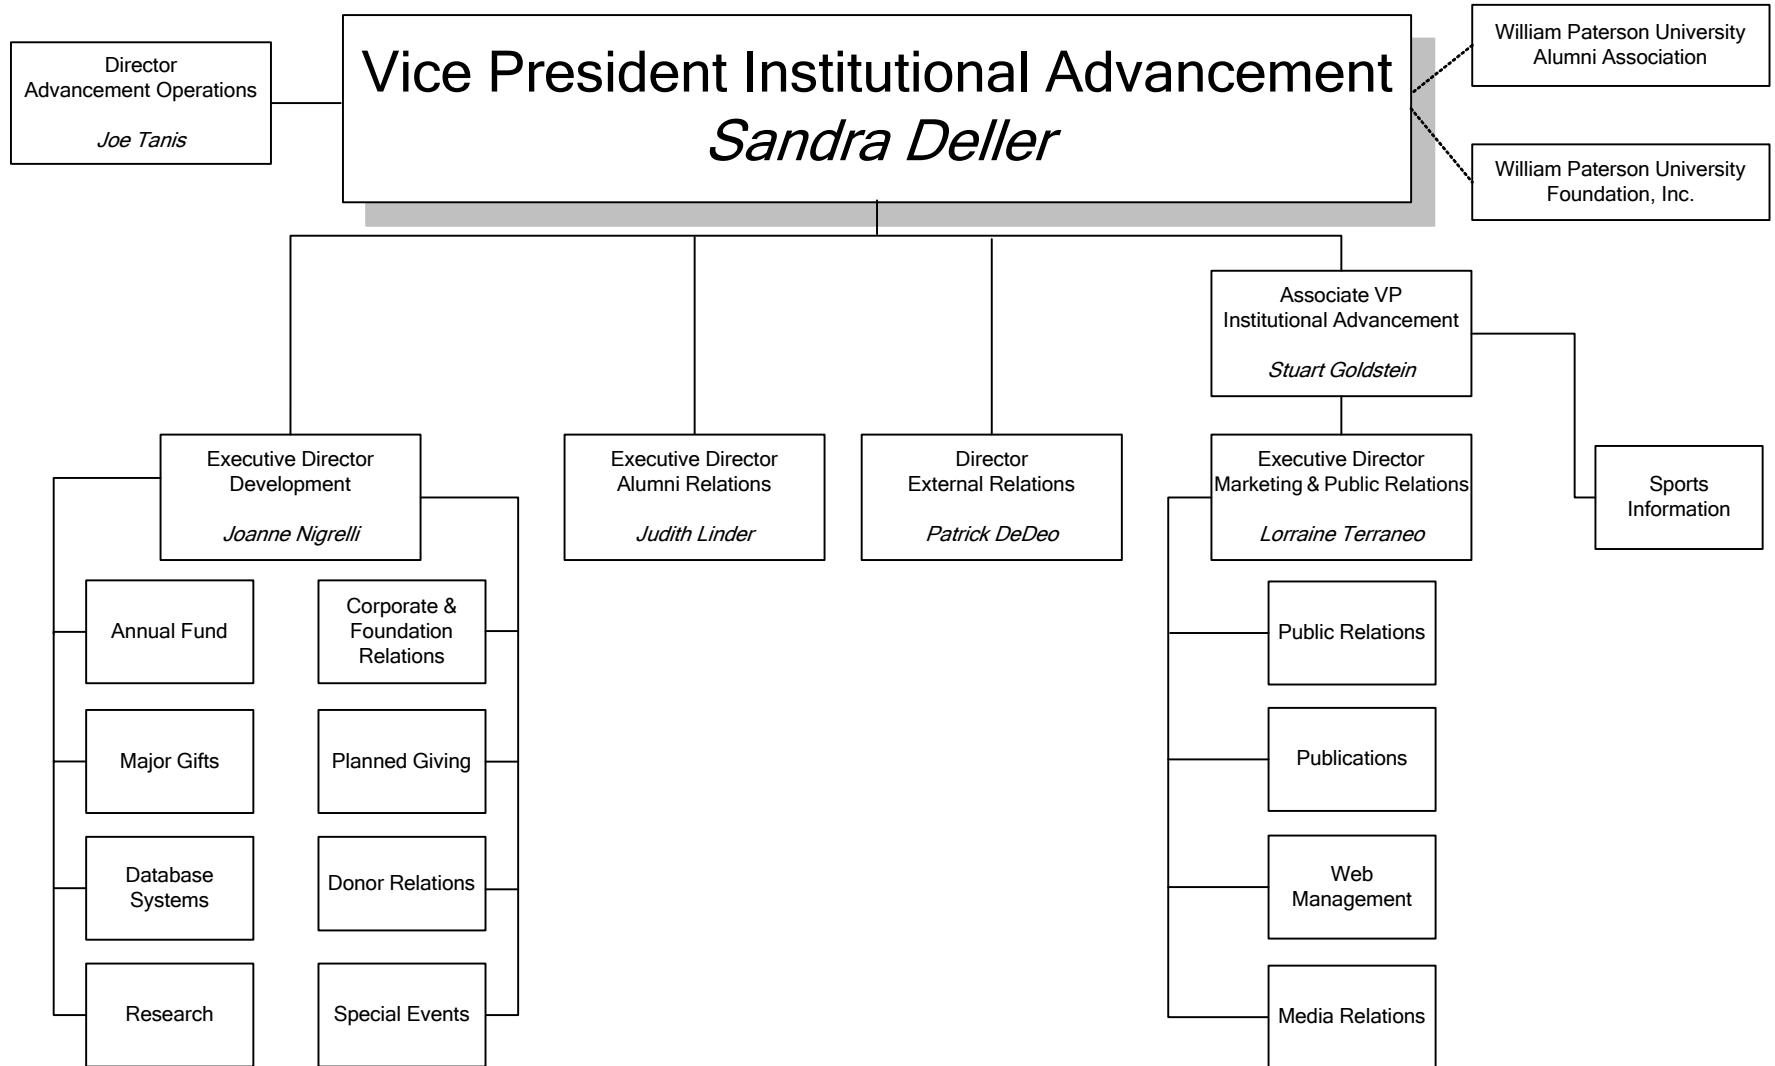 Director
Advancement Operations
Joe Tanis
Vice President Institutional Advancement
Sandra Deller
William Paterson University
Alumni Association
William Paterson University
Foundation, Inc.
Associate VP
Institutional Advancement
Stuart Goldstein
Executive Director
Development
Joanne Nigrelli
Executive Director
Alumni Relations
Judith Linder
Director
External Relations
Patrick DeDeo
Executive Director
Marketing & Public Relations
Lorraine Terraneo
Sports
Information
Annual Fund
Corporate &
Foundation
Relations
Public Relations
Major Gifts
Planned Giving
Publications
Database
Systems
Donor Relations
Web
Management
Research
Special Events
Media Relations